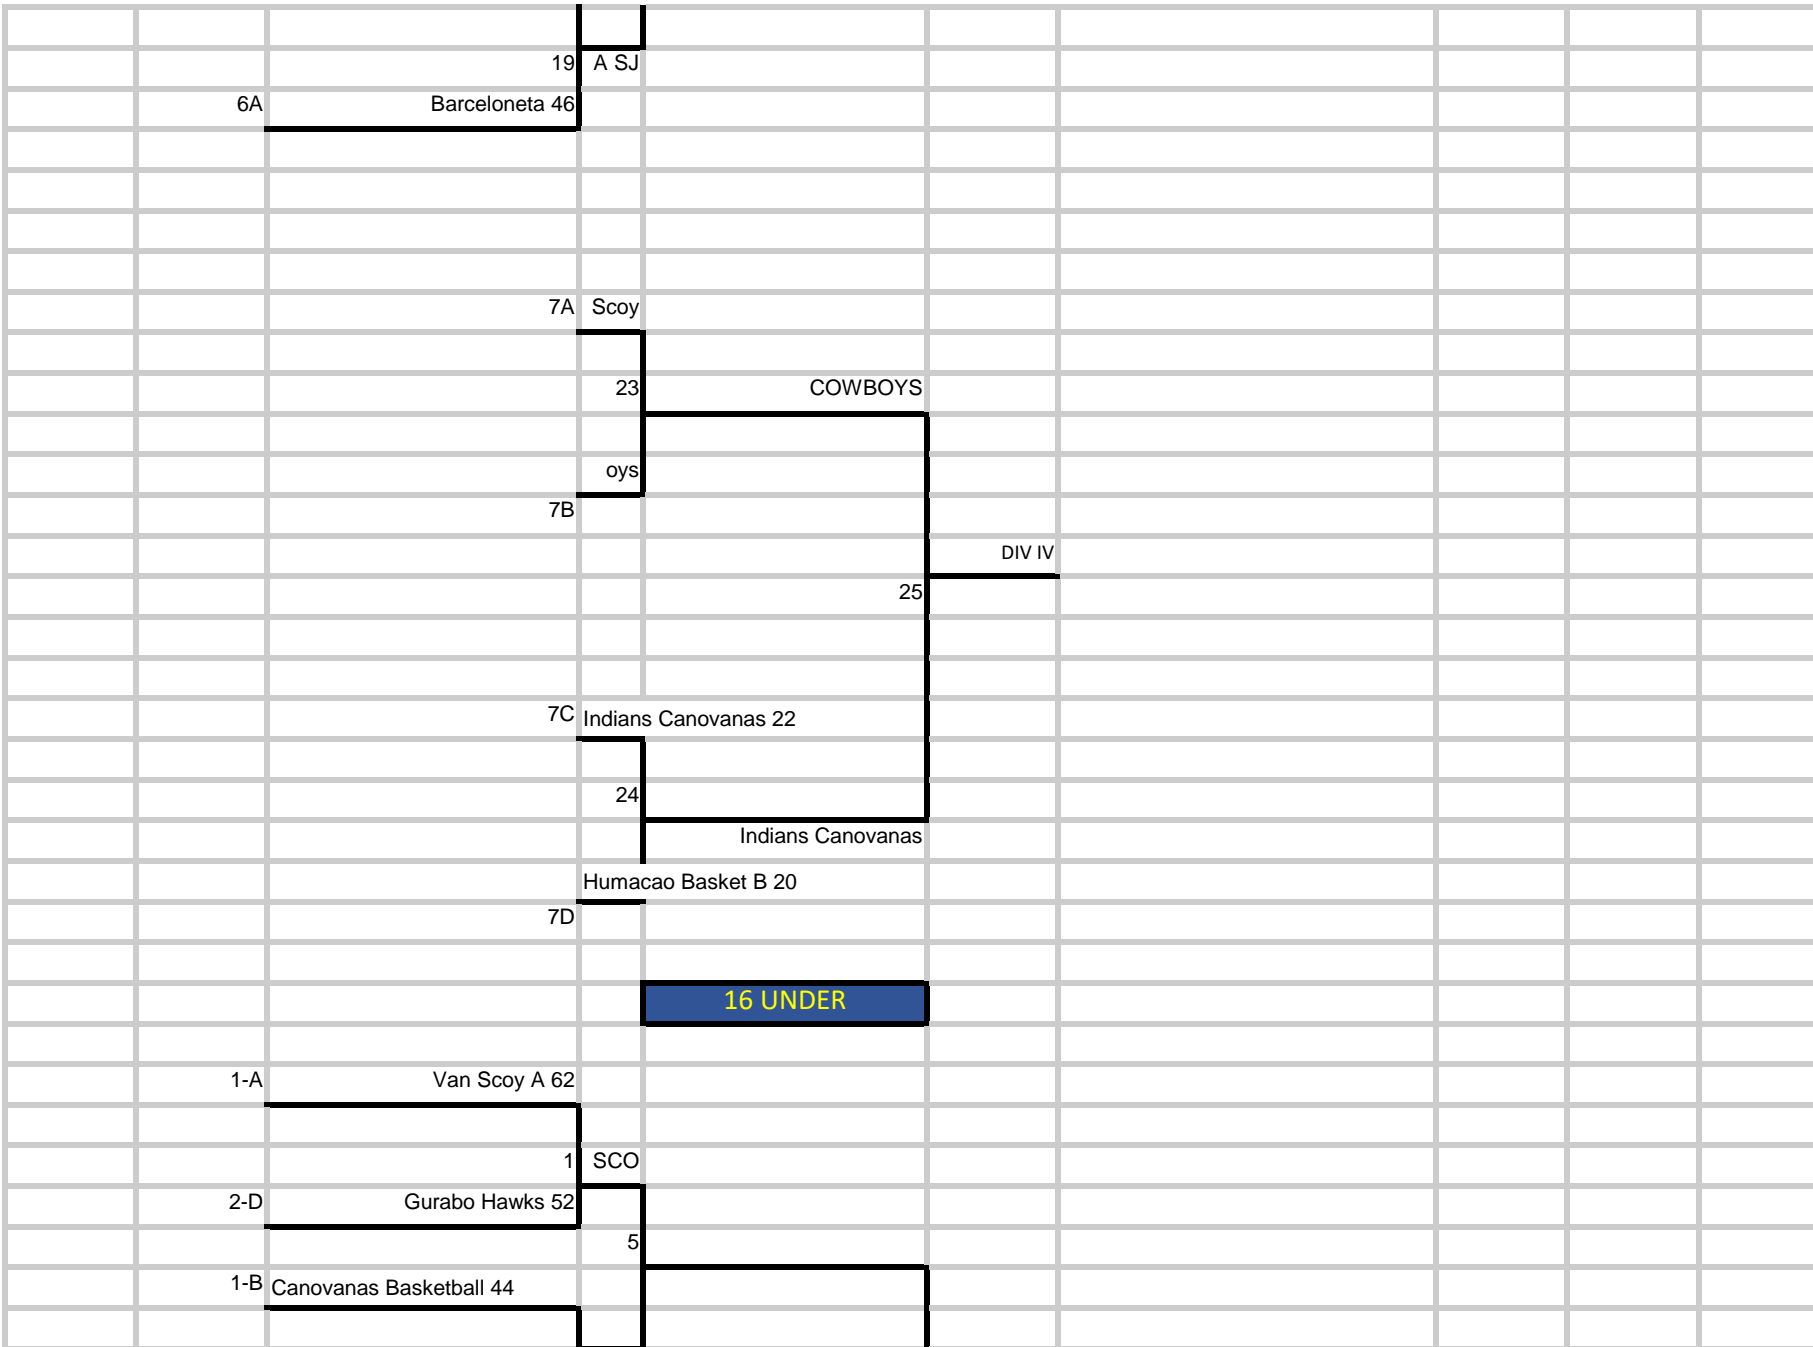 19 A SJ
6A Barceloneta 46
7A Scoy
23 COWBOYS
oys
7B
DIV IV
25
7C Indians Canovanas 22
24
Indians Canovanas
Humacao Basket B 20
7D
16 UNDER
1-A Van Scoy A 62
1 SCO
2-D Gurabo Hawks 52
5
1-B Canovanas Basketball 44